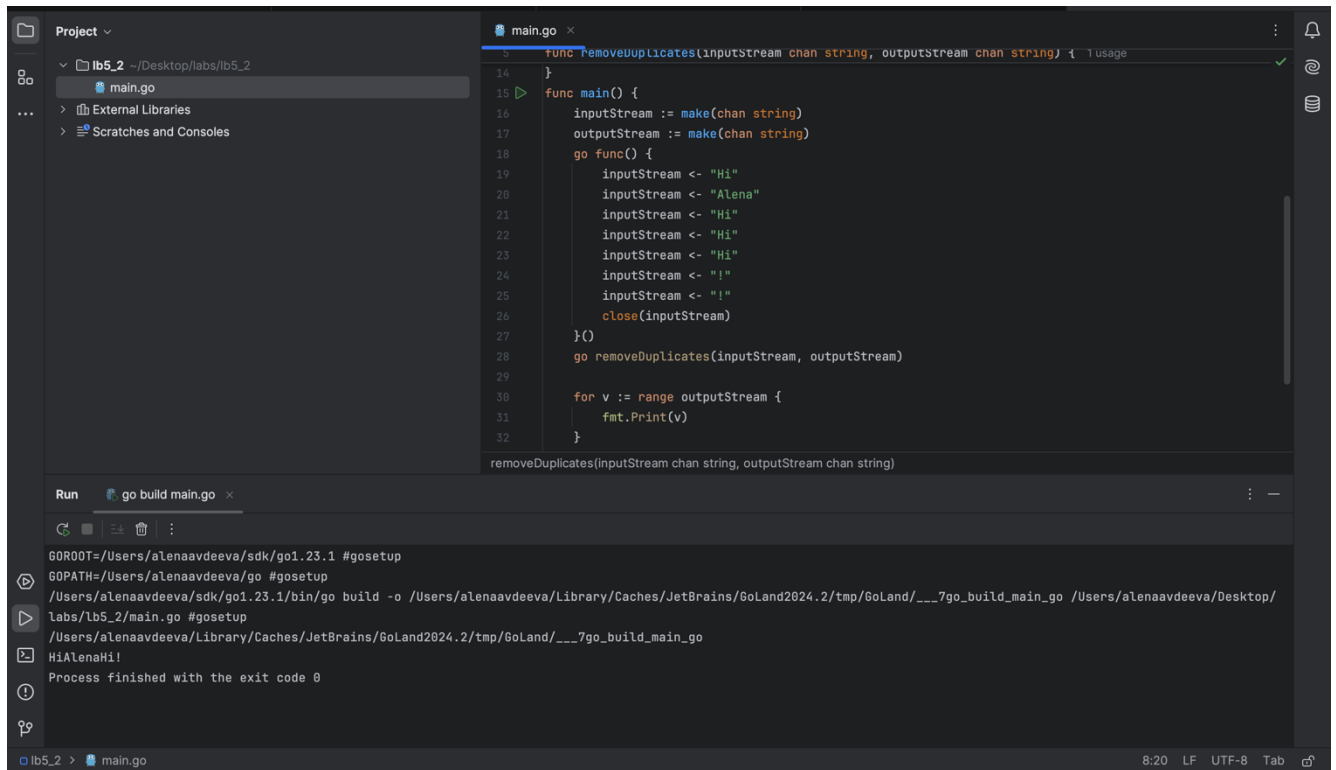 Project
lb5_2 ~/Desktop/labs/lb5_2
main.go
External Libraries
Scratches and Consoles
main.go
5 func removeDuplicates(inputStream chan string, outputStream chan string) { 1 usage
14 }
15 func main() {
16 inputStream := make(chan string)
17 outputStream := make(chan string)
18 go func() {
19 inputStream <- "Hi"
20 inputStream <- "Alena"
21 inputStream <- "Hi"
22 inputStream <- "Hi"
23 inputStream <- "Hi"
24 inputStream <- "!"
25 inputStream <- "!"
26 close(inputStream)
27 }()
28 go removeDuplicates(inputStream, outputStream)
29
30 for v := range outputStream {
31 fmt.Print(v)
32 }
removeDuplicates(inputStream chan string, outputStream chan string)
Run go build main.go
GOROOT=/Users/alenaavdeeva/sdk/go1.23.1 #gosetup
GOPATH=/Users/alenaavdeeva/go #gosetup
/Users/alenaavdeeva/sdk/go1.23.1/bin/go build -o /Users/alenaavdeeva/Library/Caches/JetBrains/GoLand2024.2/tmp/GoLand/___7go_build_main_go /Users/alenaavdeeva/Desktop/
labs/lb5_2/main.go #gosetup
/Users/alenaavdeeva/Library/Caches/JetBrains/GoLand2024.2/tmp/GoLand/___7go_build_main_go
HiAlenaHi!
Process finished with the exit code 0
lb5_2 > main.go
8:20 LF UTF-8 Tab